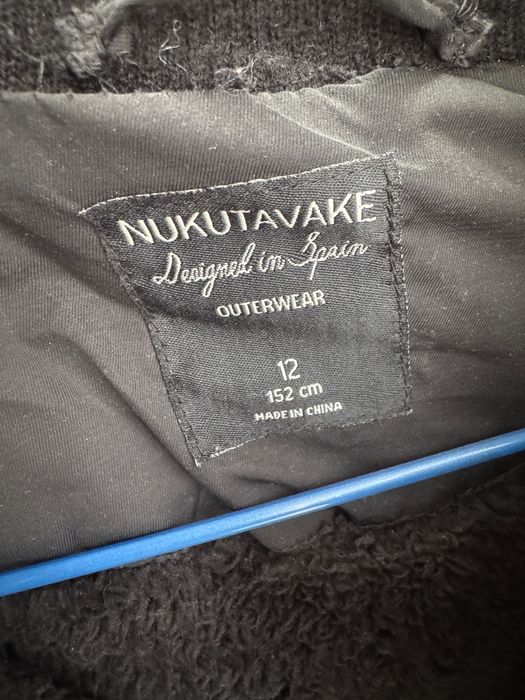 NUKUTAVAKE
Designed in Spain
OUTERWEAR
12
152 cm
MADE IN CHINA